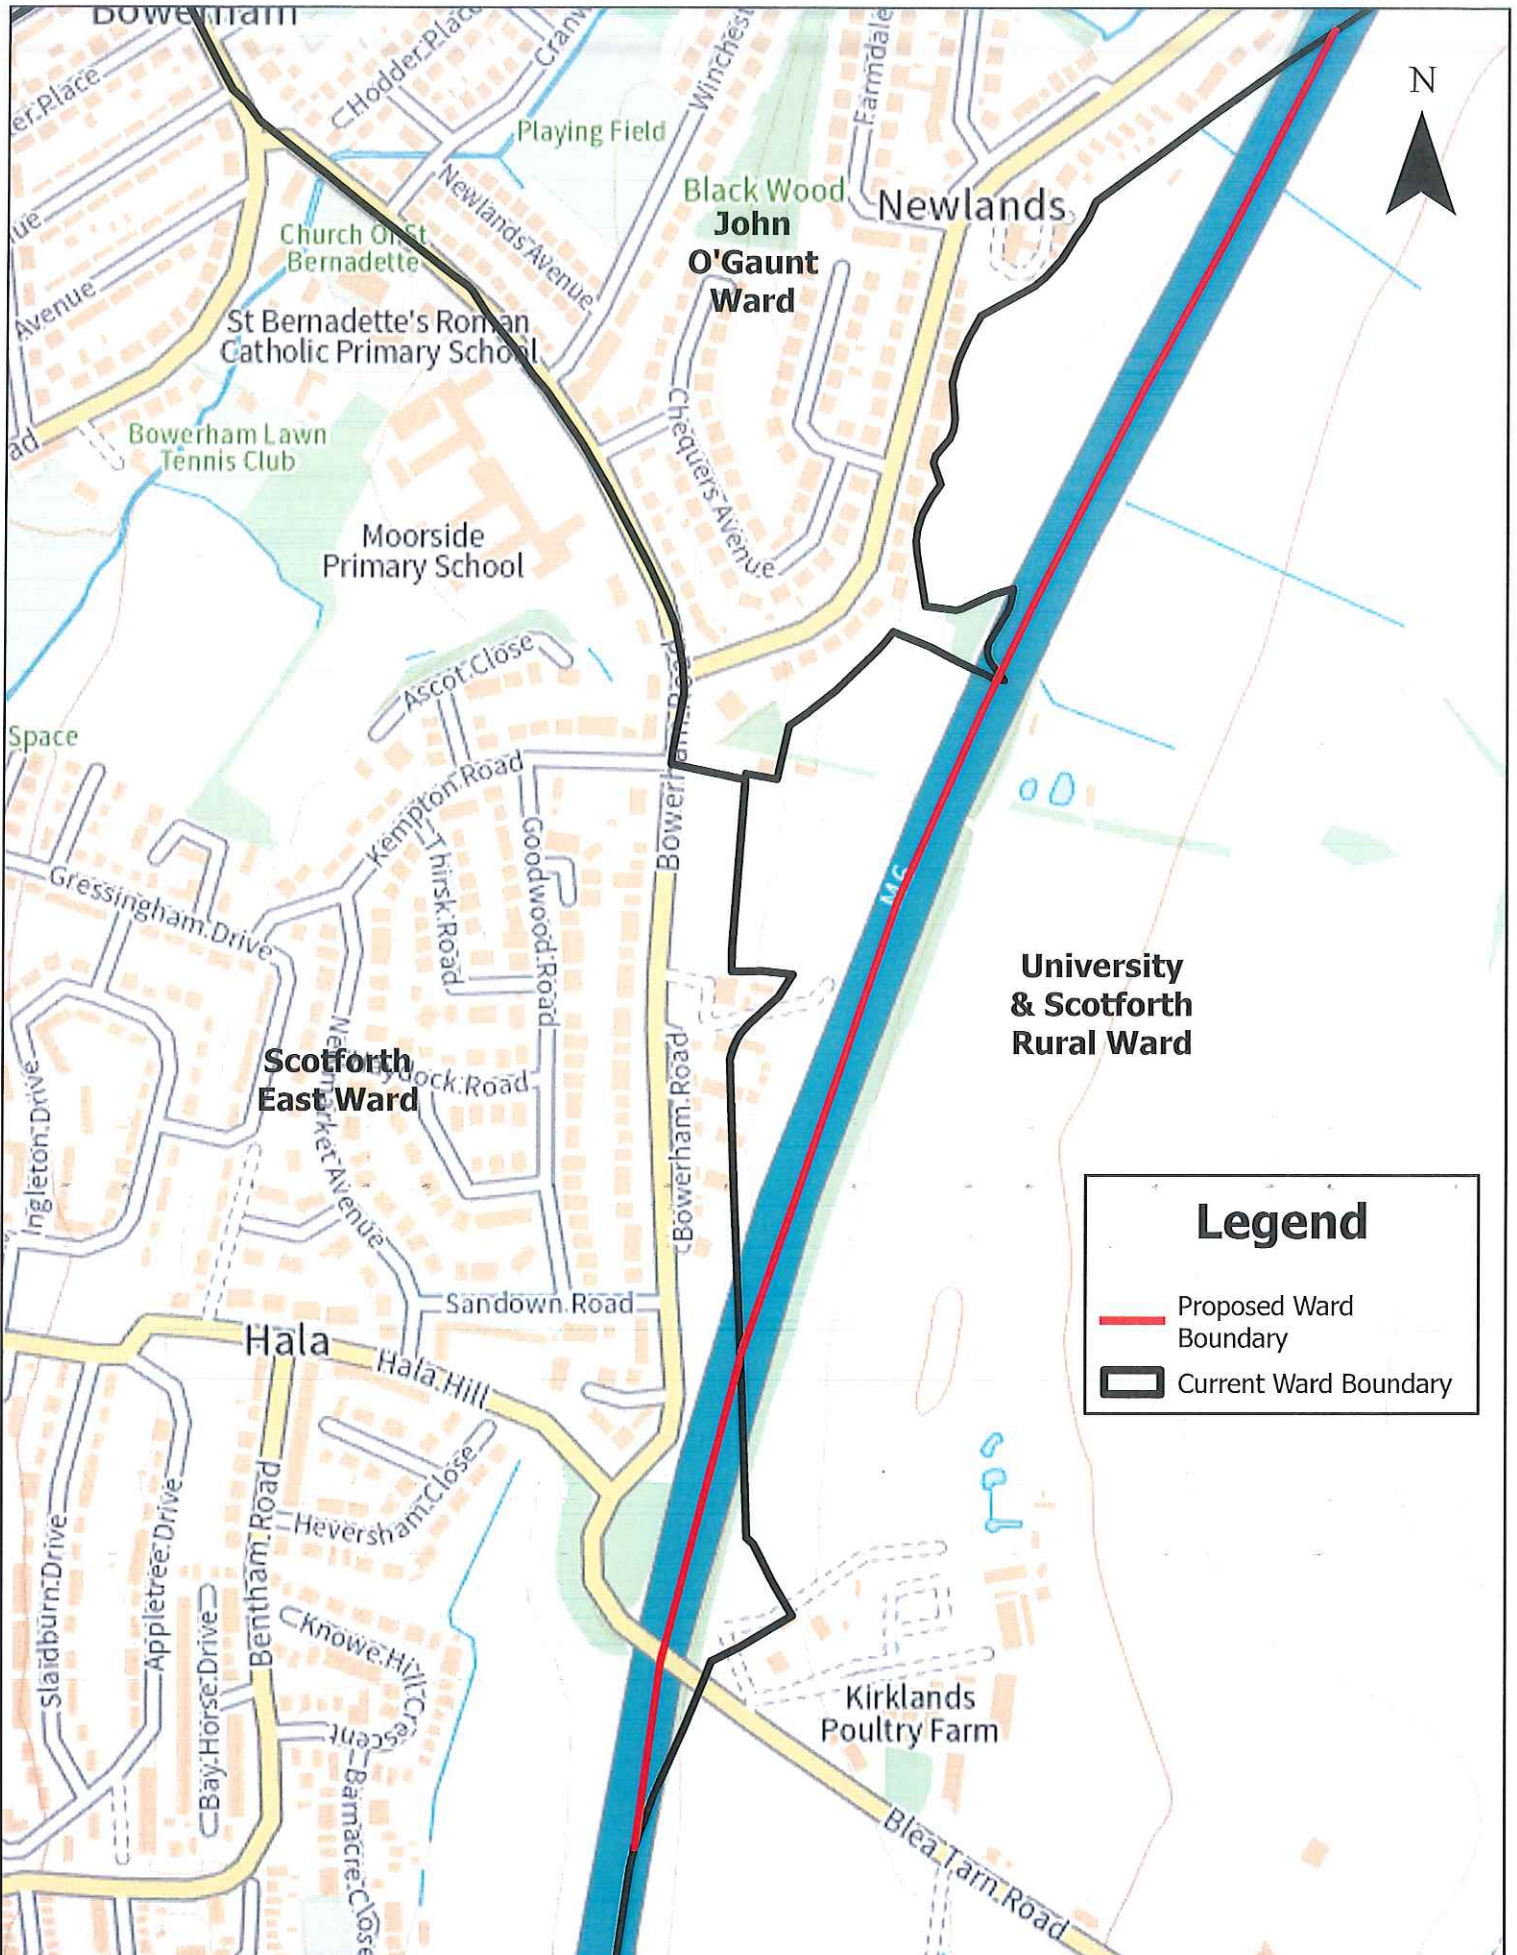 Bowerham
Hodder Place
N
Playing Field
Newlands Avenue
Black Wood
Newlands
John
O'Gaunt
Ward
Church Of St
Bernadette
Avenue
St Bernadette's Roman
Catholic Primary School
Chequers Avenue
Bowerham Lawn
Tennis Club
Moorside
Primary School
Ascot Close
Space
Kempton Road
Thirsk Road
Goodwood Road
Gressingham Drive
M6
University
& Scotforth
Rural Ward
Scotforth
East Ward
Newmarket Avenue
Bowerham Road
Ingleton Drive
Legend
Proposed Ward
Boundary
Current Ward Boundary
Sandown Road
Hala
Hala Hill
Heversham Close
Slaidburn Drive
Appletree Drive
Bay Horse Drive
Bentham Road
Knowe Hill Crescent
Barnacre Close
Kirklands
Poultry Farm
Blea Tarn Road